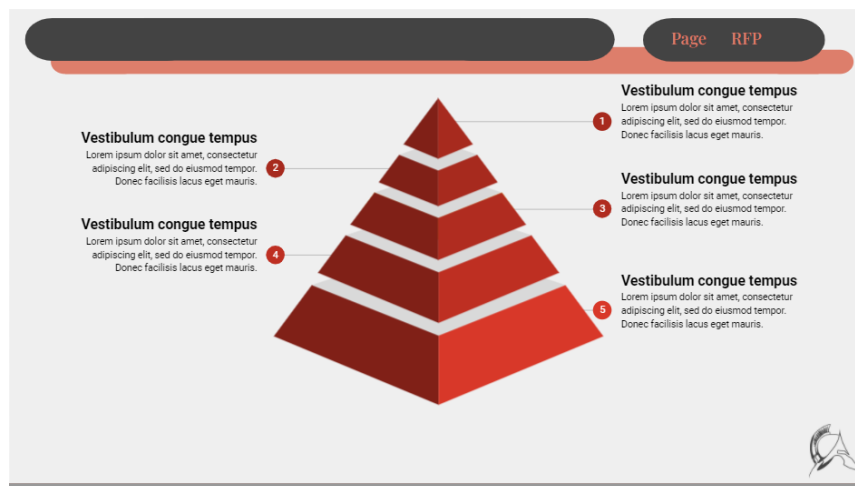 Page RFP
Vestibulum congue tempus
Lorem ipsum dolor sit amet, consectetur
adipiscing elit, sed do eiusmod tempor.
Donec facilisis lacus eget mauris.
1
Vestibulum congue tempus
Lorem ipsum dolor sit amet, consectetur
adipiscing elit, sed do eiusmod tempor.
Donec facilisis lacus eget mauris.
2
Vestibulum congue tempus
Lorem ipsum dolor sit amet, consectetur
adipiscing elit, sed do eiusmod tempor.
Donec facilisis lacus eget mauris.
3
Vestibulum congue tempus
Lorem ipsum dolor sit amet, consectetur
adipiscing elit, sed do eiusmod tempor.
Donec facilisis lacus eget mauris.
4
Vestibulum congue tempus
Lorem ipsum dolor sit amet, consectetur
adipiscing elit, sed do eiusmod tempor.
Donec facilisis lacus eget mauris.
5